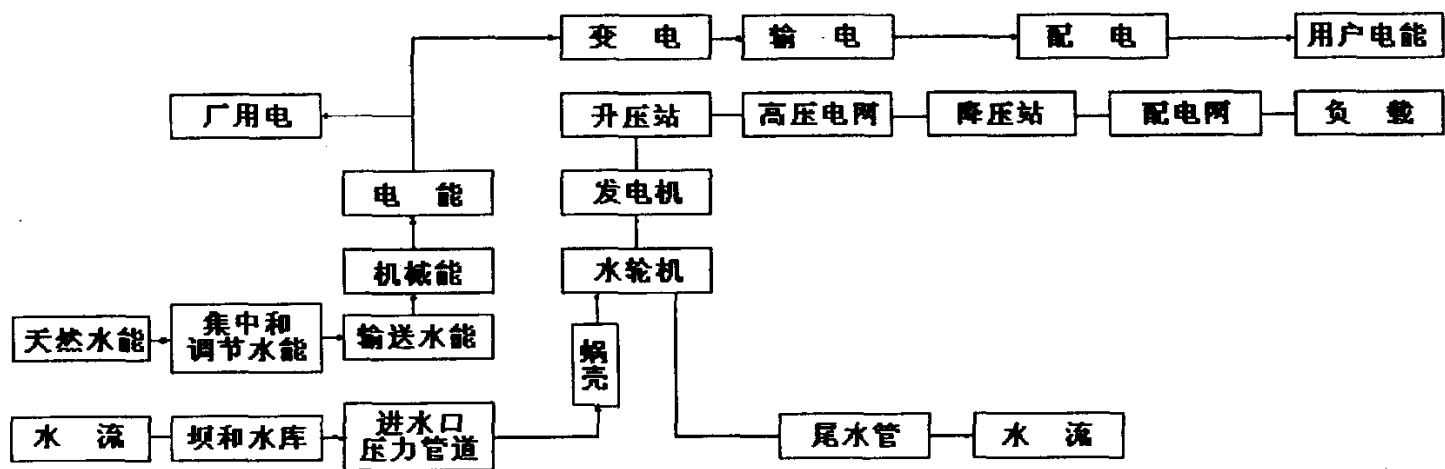 变 电
输 电
配 电
用户电能
厂用电
升压站
高压电网
降压站
配电网
负 载
电 能
发电机
机械能
水轮机
天然水能
集中和
调节水能
输送水能
蜗壳
水 流
坝和水库
进水口
压力管道
尾水管
水 流